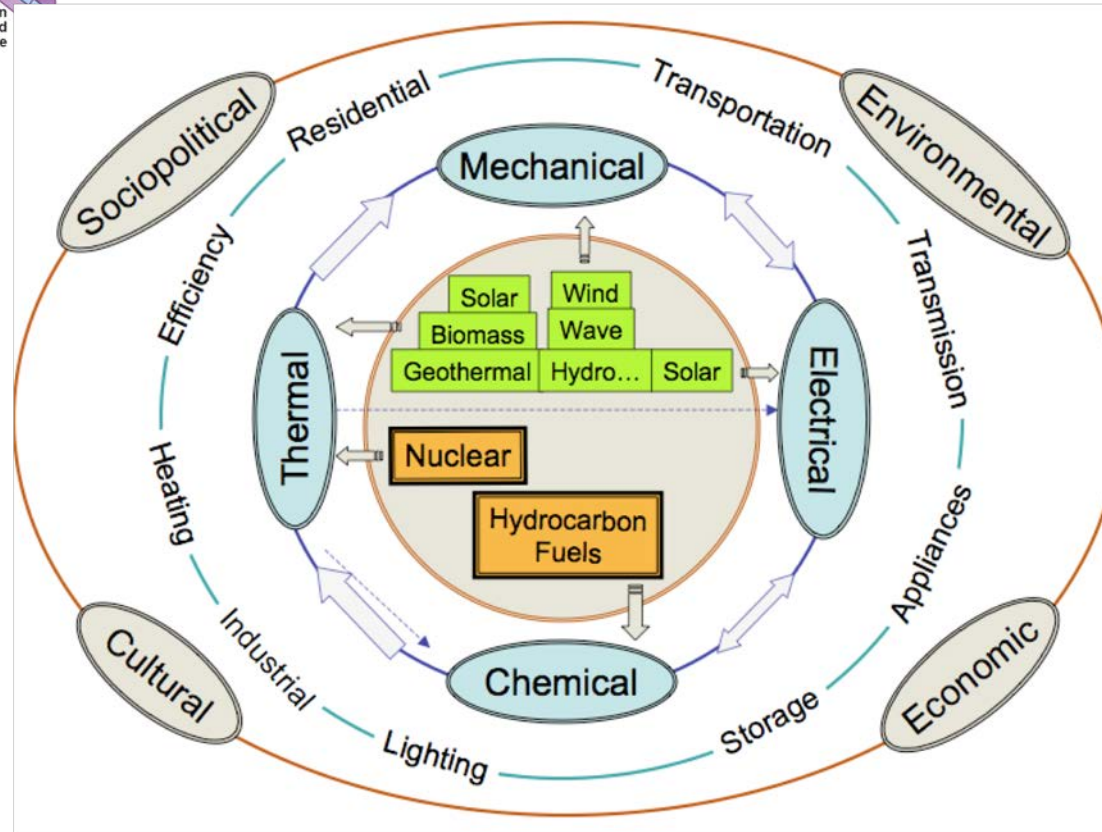 n
d
e
Sociopolitical
Residential
Transportation
Environmental
Mechanical
Efficiency
Transmission
Solar
Wind
Biomass
Wave
Geothermal
Hydro...
Solar
Thermal
Electrical
Nuclear
Hydrocarbon
Fuels
Heating
Appliances
Industrial
Chemical
Cultural
Economic
Storage
Lighting